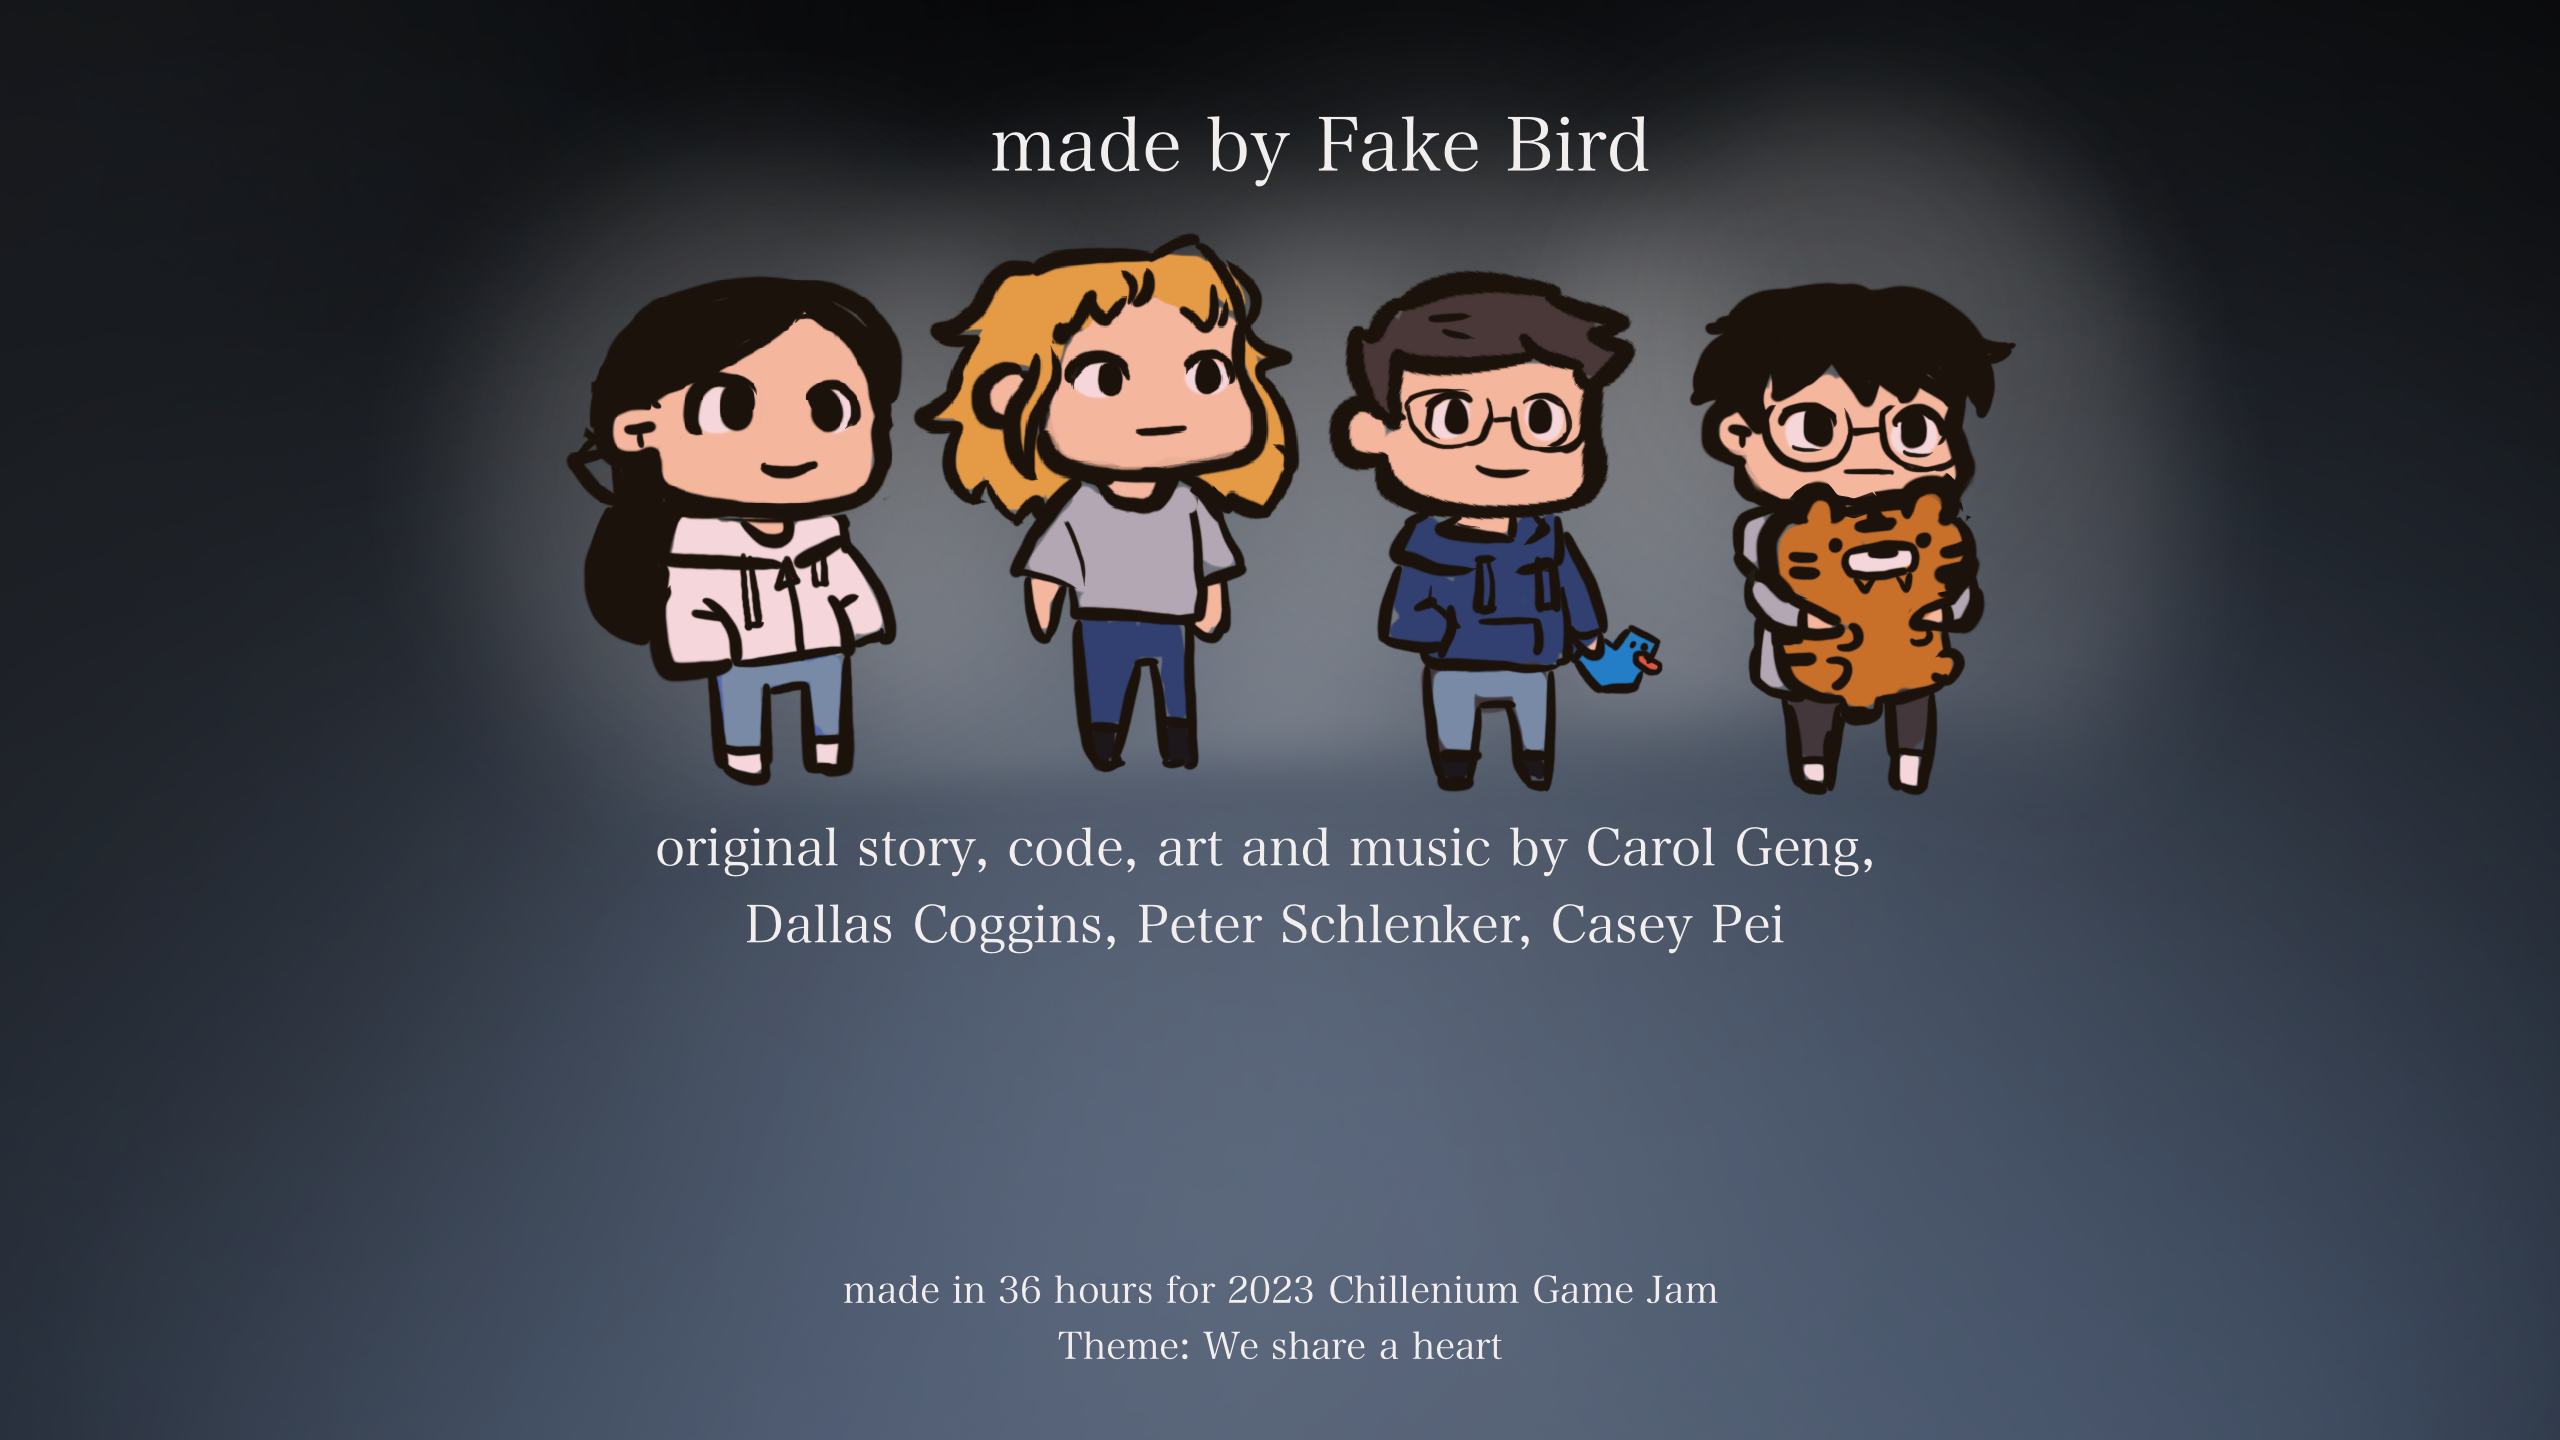 made by Fake Bird
original story, code, art and music by Carol Geng,
Dallas Coggins, Peter Schlenker, Casey Pei
made in 36 hours for 2023 Chillenium Game Jam
Theme: We share a heart